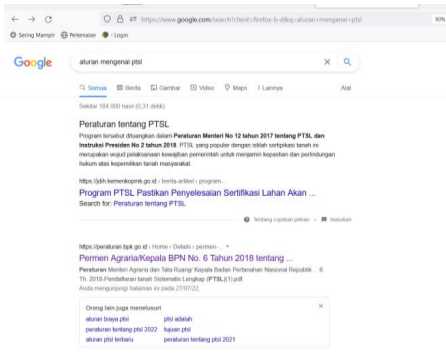 https://www.google.com/search?client=firefox-b-d&q=aturan+mengenai+ptsl
90%
Sering Mampir Perkenalan - Login
Google
aturan mengenai ptsl
Semua Berita Gambar Video Maps Lainnya Alat
Sekitar 184.000 hasil (0,31 detik)
Peraturan tentang PTSL
Program tersebut dituangkan dalam Peraturan Menteri No 12 tahun 2017 tentang PTSL dan
Instruksi Presiden No 2 tahun 2018. PTSL yang populer dengan istilah sertipikasi tanah ini
merupakan wujud pelaksanaan kewajiban pemerintah untuk menjamin kepastian dan perlindungan
hukum atas kepemilikan tanah masyarakat.
https://jdih.kemenkopmk.go.id › berita-artikel › program-...
Program PTSL Pastikan Penyelesaian Sertifikasi Lahan Akan ...
Search for: Peraturan tentang PTSL
Tentang cuplikan pilihan • Masukan
https://peraturan.bpk.go.id › Home › Details › permen-...
Permen Agraria/Kepala BPN No. 6 Tahun 2018 tentang ...
Peraturan Menteri Agraria dan Tata Ruang/ Kepala Badan Pertanahan Nasional Republik ... 6
Th. 2018-Pendaftaran tanah Sistematis Lengkap (PTSL)(1).pdf.
Anda mengunjungi halaman ini pada 27/07/22.
Orang lain juga menelusuri
aturan biaya ptsl ptsl adalah
peraturan tentang ptsl 2022 tujuan ptsl
aturan ptsl terbaru peraturan tentang ptsl 2021